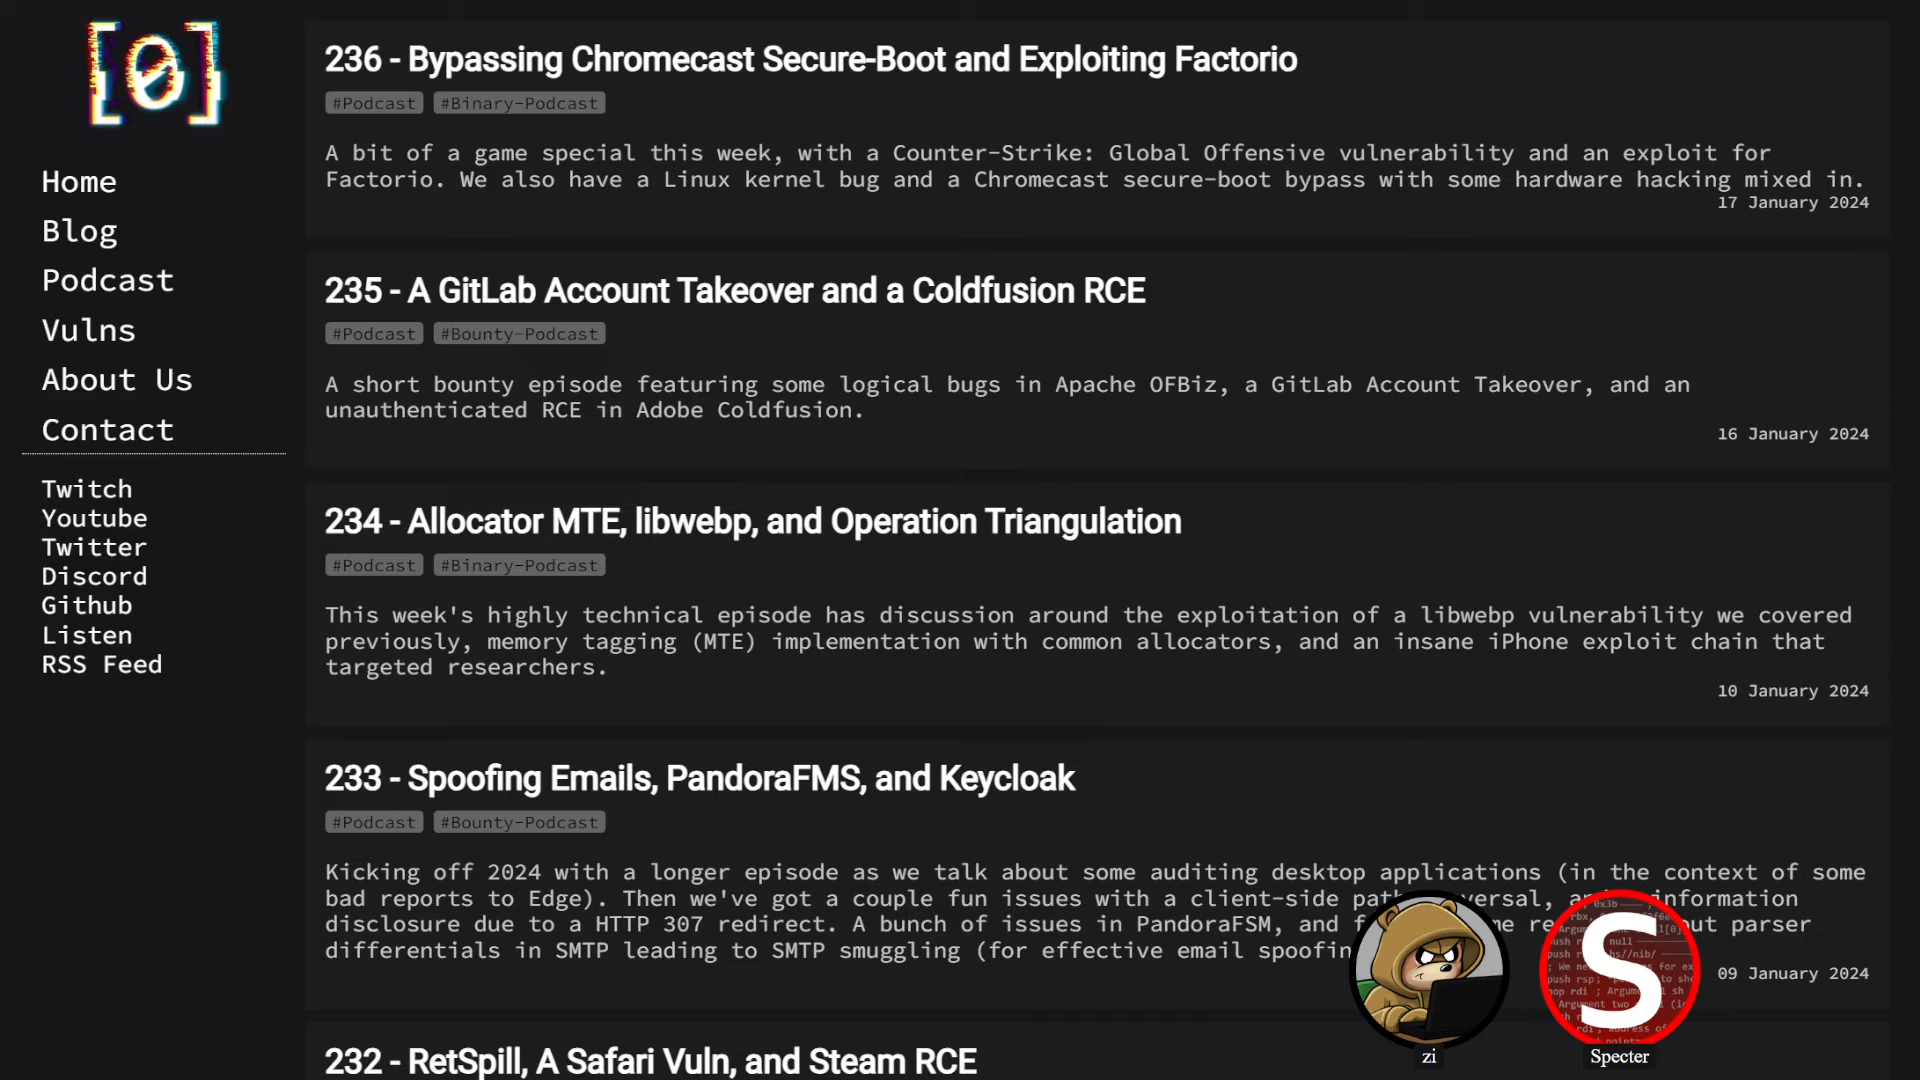 [0]
Home
Blog
Podcast
Vulns
About Us
Contact
Twitch
Youtube
Twitter
Discord
Github
Listen
RSS Feed
236 - Bypassing Chromecast Secure-Boot and Exploiting Factorio
#Podcast #Binary-Podcast
A bit of a game special this week, with a Counter-Strike: Global Offensive vulnerability and an exploit for
Factorio. We also have a Linux kernel bug and a Chromecast secure-boot bypass with some hardware hacking mixed in.
17 January 2024
235 - A GitLab Account Takeover and a Coldfusion RCE
#Podcast #Bounty-Podcast
A short bounty episode featuring some logical bugs in Apache OFBiz, a GitLab Account Takeover, and an
unauthenticated RCE in Adobe Coldfusion.
16 January 2024
234 - Allocator MTE, libwebp, and Operation Triangulation
#Podcast #Binary-Podcast
This week's highly technical episode has discussion around the exploitation of a libwebp vulnerability we covered
previously, memory tagging (MTE) implementation with common allocators, and an insane iPhone exploit chain that
targeted researchers.
10 January 2024
233 - Spoofing Emails, PandoraFMS, and Keycloak
#Podcast #Bounty-Podcast
Kicking off 2024 with a longer episode as we talk about some auditing desktop applications (in the context of some
bad reports to Edge). Then we've got a couple fun issues with a client-side information
disclosure due to a HTTP 307 redirect. A bunch of issues in PandoraFSM, and parser
differentials in SMTP leading to SMTP smuggling (for effective email
09 January 2024
232 - RetSpill, A Safari Vuln, and Steam RCE
S
zi
Specter